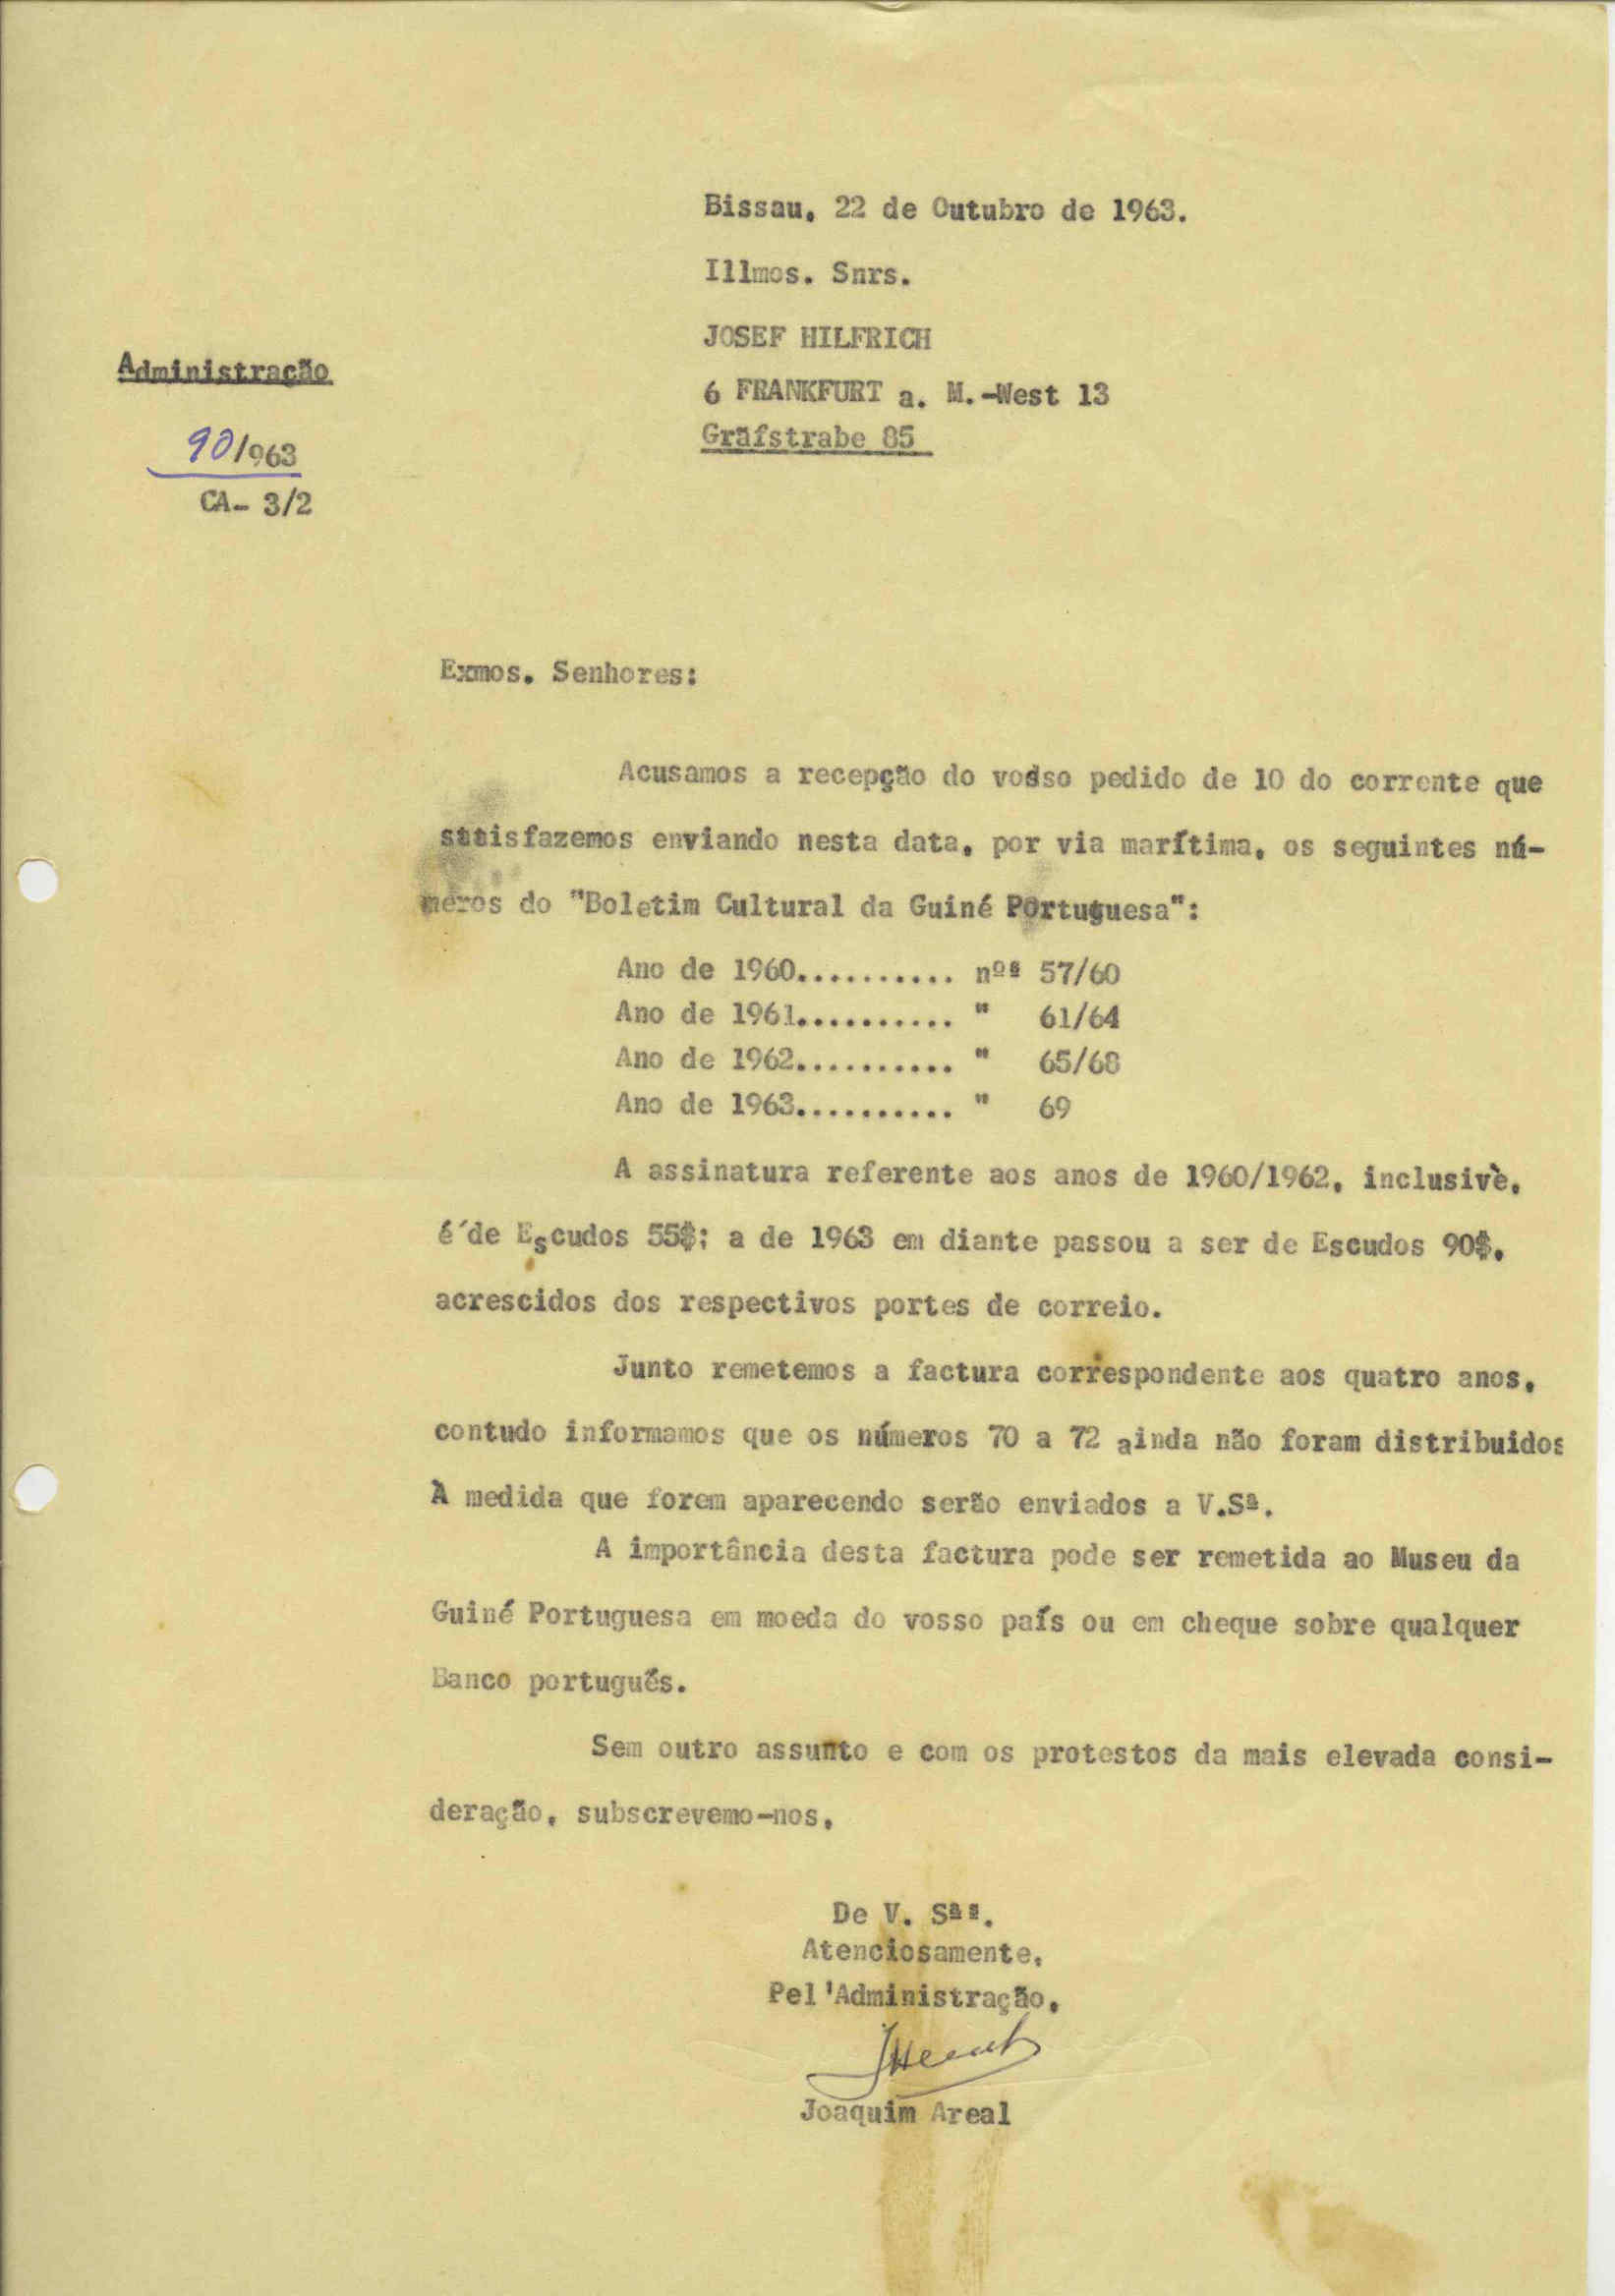 Bissau, 22 de Outubro de 1963.
Illmos. Snrs.
JOSEF HILFRICH
6 FRANKFURT a. M.-West 13
Gräfstrabe 85
Administração
90/963
CA- 3/2
Exmos. Senhores:
Acusamos a recepção do vosso pedido de 10 do corrente que
satisfazemos enviando nesta data, por via marítima, os seguintes nú-
meros do "Boletim Cultural da Guiné Portuguesa":
Ano de 1960.......... nºs 57/60
Ano de 1961.......... " 61/64
Ano de 1962.......... " 65/68
Ano de 1963.......... " 69
A assinatura referente aos anos de 1960/1962, inclusivè,
é de Escudos 55$; a de 1963 em diante passou a ser de Escudos 90$,
acrescidos dos respectivos portes de correio.
Junto remetemos a factura correspondente aos quatro anos,
contudo informamos que os números 70 a 72 ainda não foram distribuidos
À medida que forem aparecendo serão enviados a V.Sª.
A importância desta factura pode ser remetida ao Museu da
Guiné Portuguesa em moeda do vosso país ou em cheque sobre qualquer
Banco português.
Sem outro assunto e com os protestos da mais elevada consi-
deração, subscrevemo-nos,
De V. Sªs.
Atenciosamente,
Pel'Administração,
Joaquim Areal